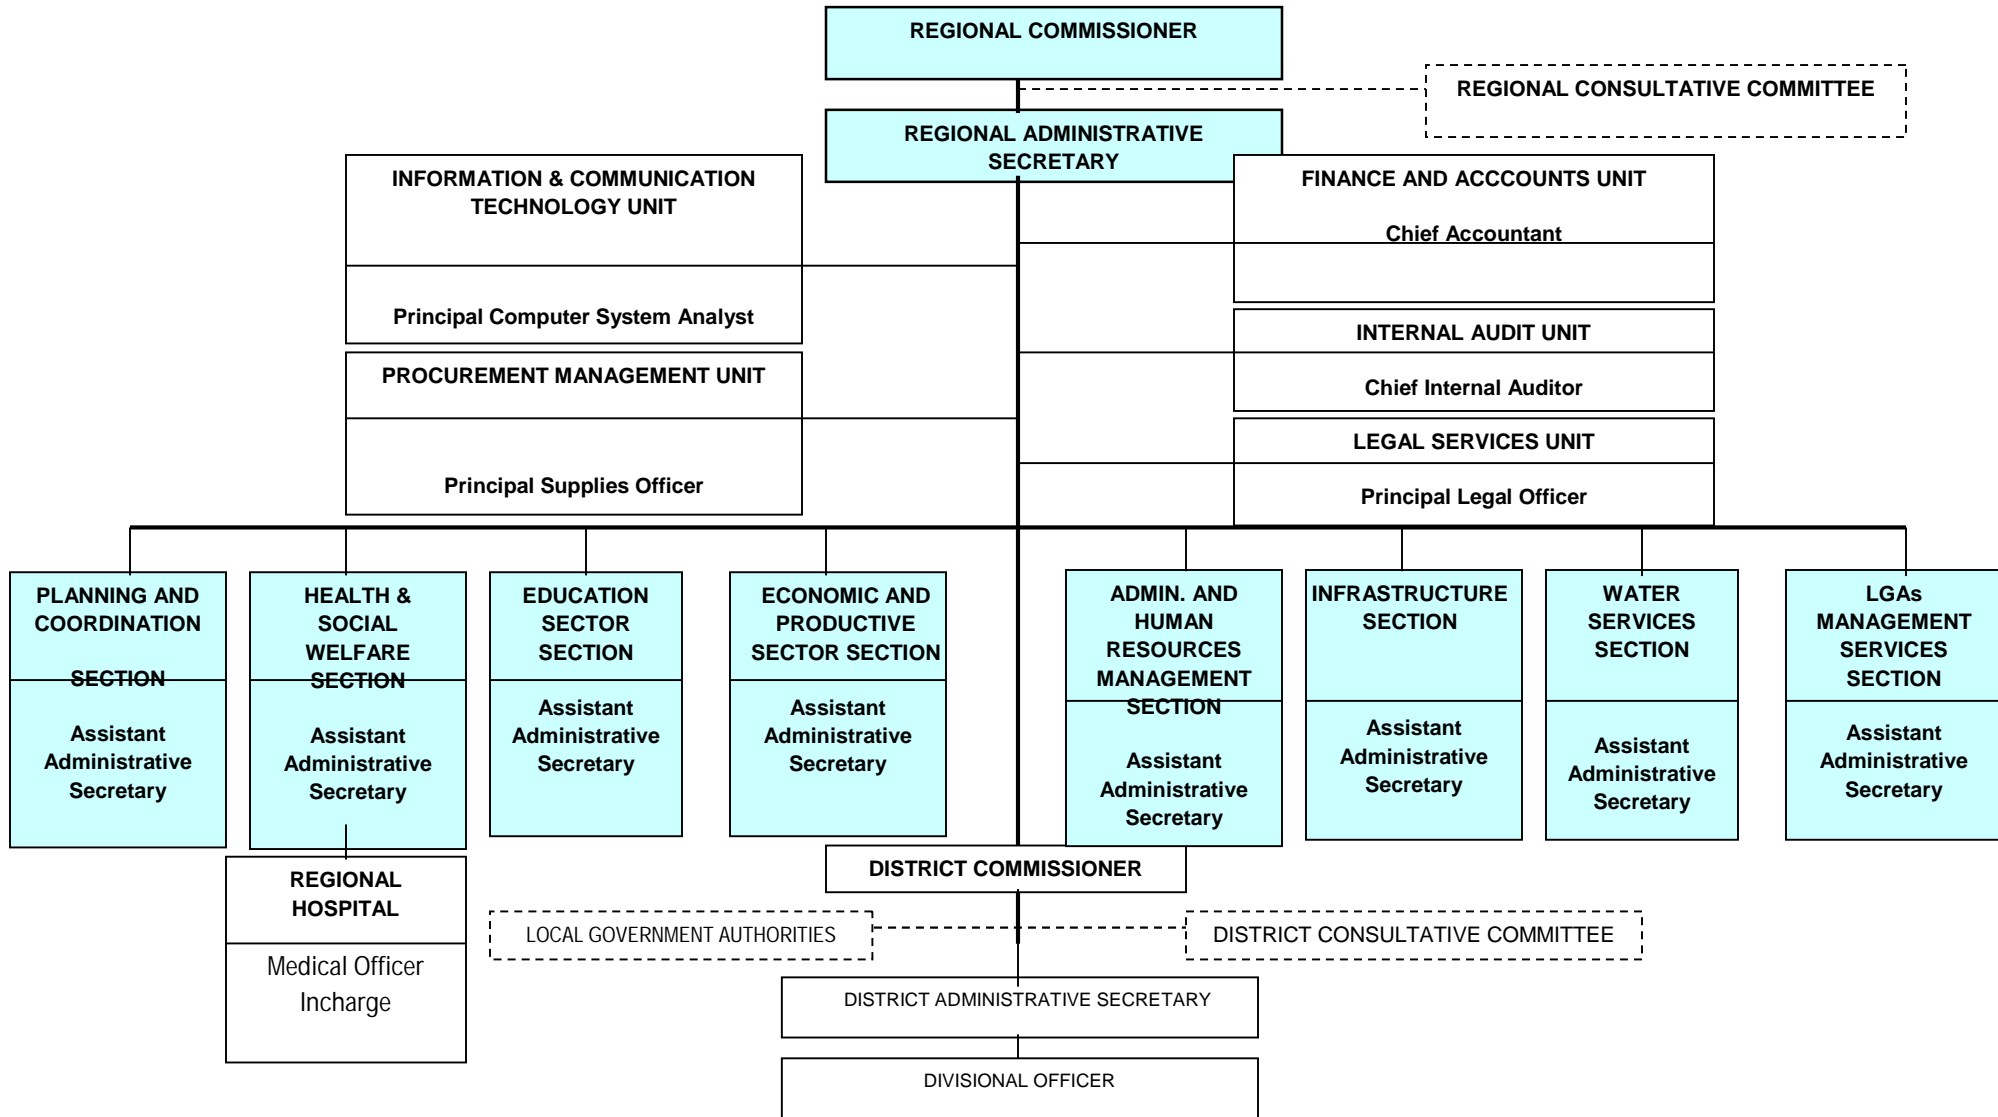 REGIONAL COMMISSIONER
REGIONAL CONSULTATIVE COMMITTEE
REGIONAL ADMINISTRATIVE
SECRETARY
INFORMATION & COMMUNICATION
TECHNOLOGY UNIT
Principal Computer System Analyst
FINANCE AND ACCCOUNTS UNIT
Chief Accountant
PROCUREMENT MANAGEMENT UNIT
Principal Supplies Officer
INTERNAL AUDIT UNIT
Chief Internal Auditor
LEGAL SERVICES UNIT
Principal Legal Officer
PLANNING AND
COORDINATION
SECTION
Assistant
Administrative
Secretary
HEALTH &
SOCIAL
WELFARE
SECTION
Assistant
Administrative
Secretary
EDUCATION
SECTOR
SECTION
Assistant
Administrative
Secretary
ECONOMIC AND
PRODUCTIVE
SECTOR SECTION
Assistant
Administrative
Secretary
ADMIN. AND
HUMAN
RESOURCES
MANAGEMENT
SECTION
Assistant
Administrative
Secretary
INFRASTRUCTURE
SECTION
Assistant
Administrative
Secretary
WATER
SERVICES
SECTION
Assistant
Administrative
Secretary
LGAs
MANAGEMENT
SERVICES
SECTION
Assistant
Administrative
Secretary
REGIONAL
HOSPITAL
Medical Officer
Incharge
DISTRICT COMMISSIONER
LOCAL GOVERNMENT AUTHORITIES
DISTRICT CONSULTATIVE COMMITTEE
DISTRICT ADMINISTRATIVE SECRETARY
DIVISIONAL OFFICER